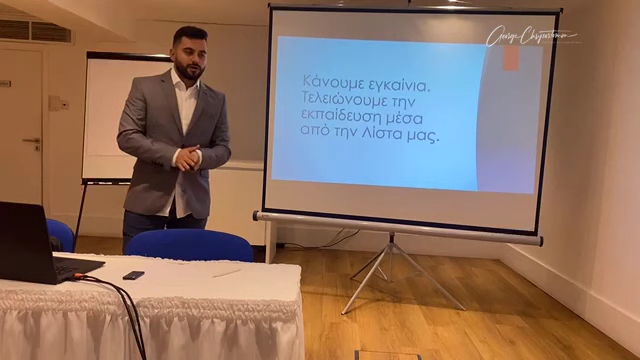 Κάνουμε εγκαίνια.
Τελειώνουμε την
εκπαίδευση μέσα
από την Λίστα μας.